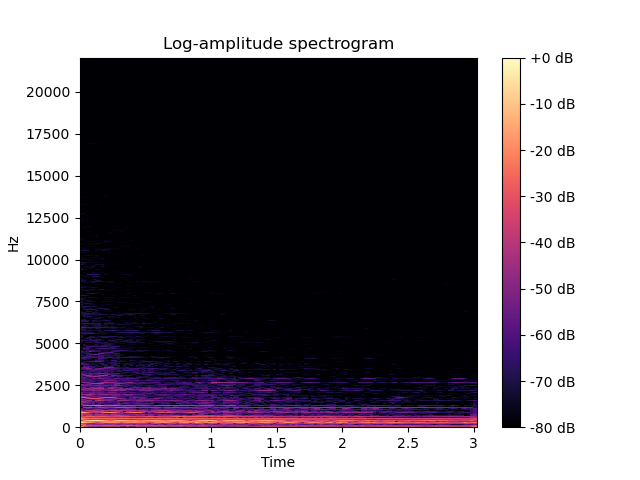 Log-amplitude spectrogram
Hz
20000
17500
15000
12500
10000
7500
5000
2500
0
0 0.5 1 1.5 2 2.5 3
Time
+0 dB
-10 dB
-20 dB
-30 dB
-40 dB
-50 dB
-60 dB
-70 dB
-80 dB